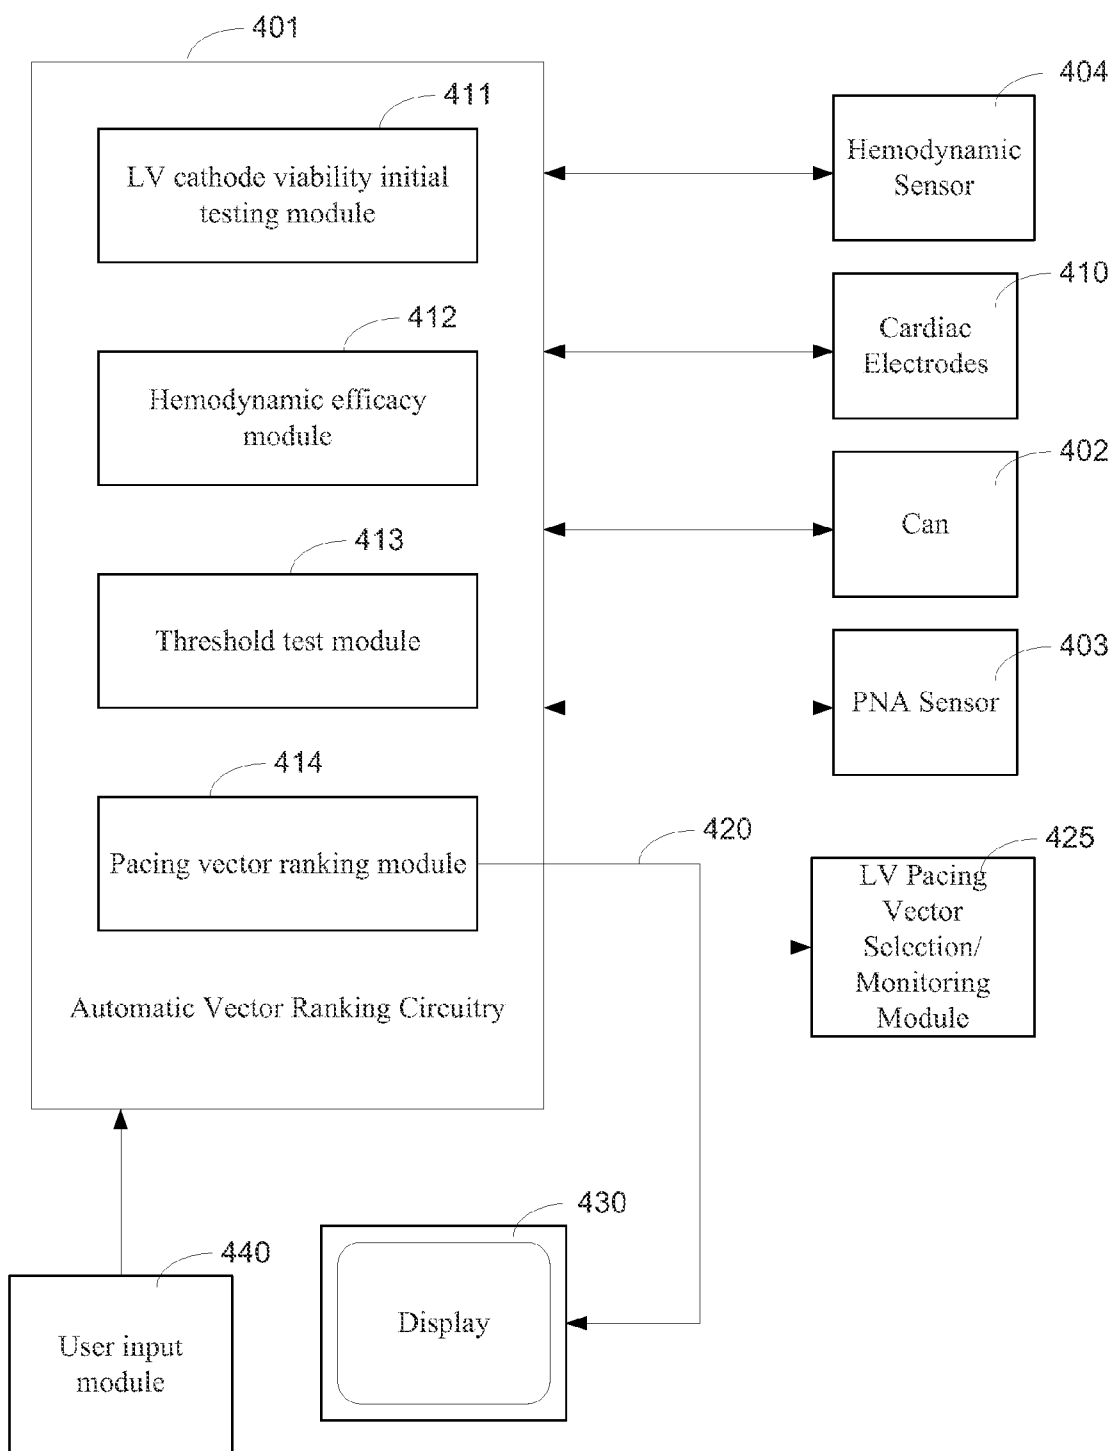 401
411
LV cathode viability initial
testing module
412
Hemodynamic efficacy
module
413
Threshold test module
414
Pacing vector ranking module
Automatic Vector Ranking Circuitry
404
Hemodynamic
Sensor
410
Cardiac
Electrodes
402
Can
403
PNA Sensor
420
425
LV Pacing
Vector
Selection/
Monitoring
Module
430
Display
440
User input
module